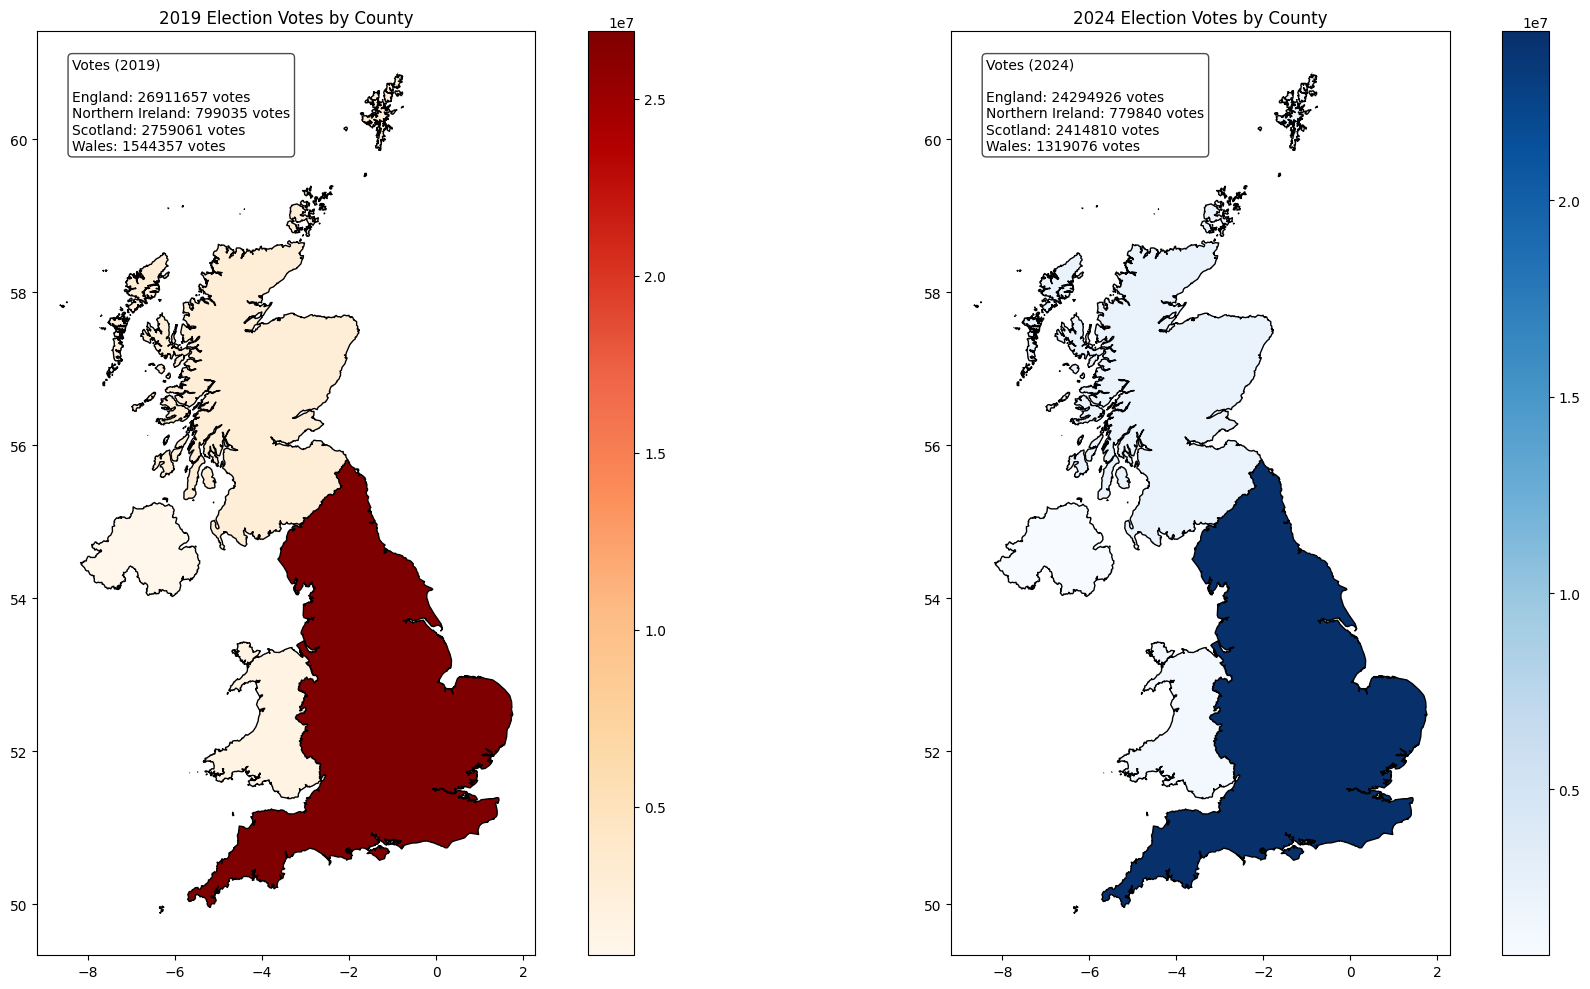 2019 Election Votes by County
1e7
Votes (2019)
England: 26911657 votes
Northern Ireland: 799035 votes
Scotland: 2759061 votes
Wales: 1544357 votes
60
58
56
54
52
50
−8
−6
−4
−2
0
2
2.5
2.0
1.5
1.0
0.5
2024 Election Votes by County
1e7
Votes (2024)
England: 24294926 votes
Northern Ireland: 779840 votes
Scotland: 2414810 votes
Wales: 1319076 votes
60
58
56
54
52
50
−8
−6
−4
−2
0
2
2.0
1.5
1.0
0.5